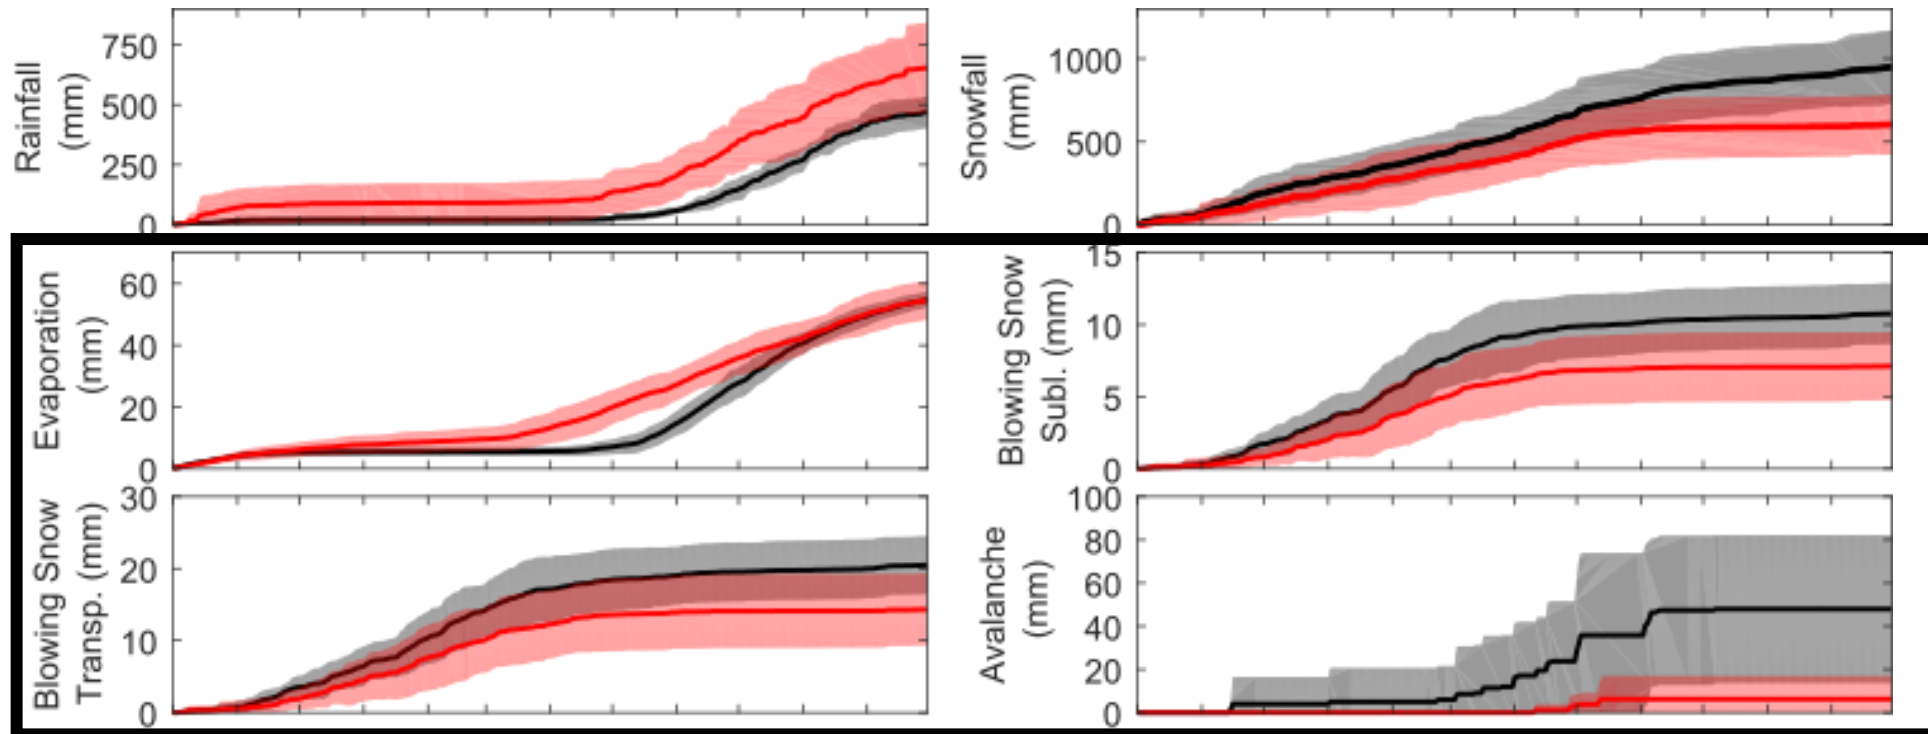 Rainfall
(mm)
750
500
250
0
Snowfall
(mm)
1000
500
0
Evaporation
(mm)
60
40
20
0
Blowing Snow
Subl. (mm)
15
10
5
0
Blowing Snow
Transp. (mm)
30
20
10
0
Avalanche
(mm)
100
80
60
40
20
0